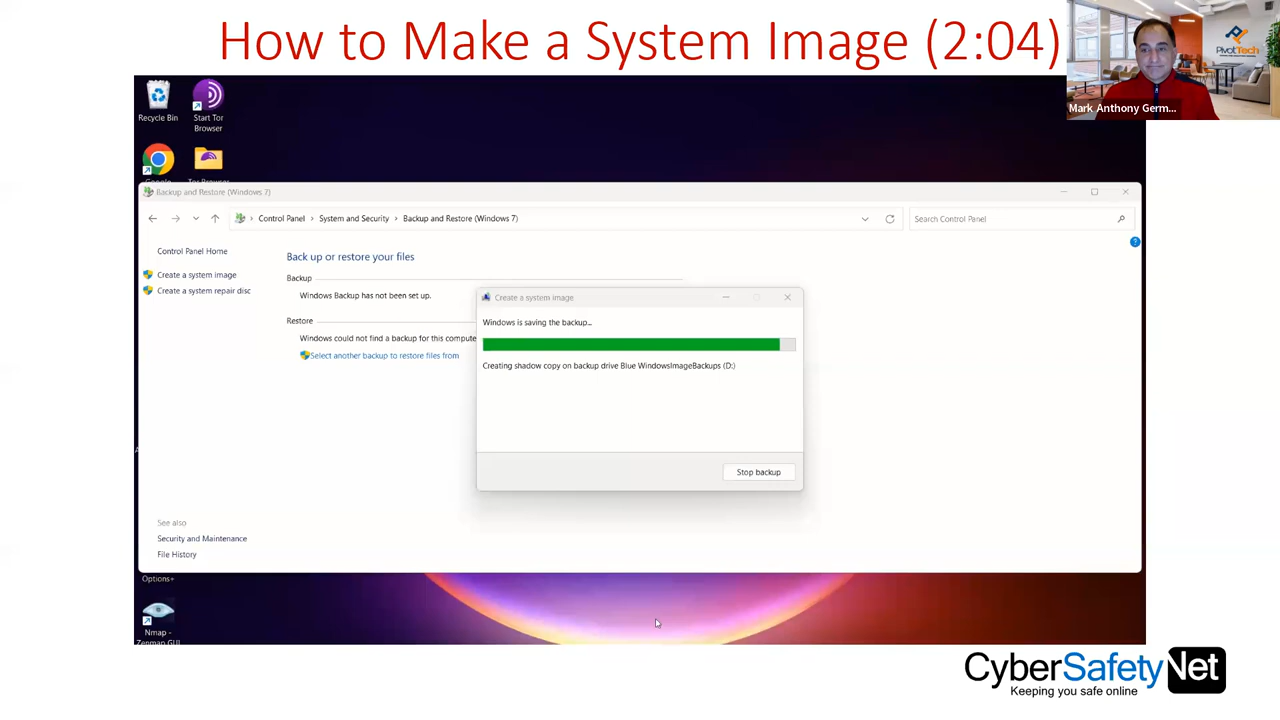 How to Make a System Image (2:04)
PivotTech
Mark Anthony Germ...
Recycle Bin
Start Tor
Browser
Backup and Restore (Windows 7)
Control Panel
System and Security
Backup and Restore (Windows 7)
Search Control Panel
Control Panel Home
Create a system image
Create a system repair disc
Back up or restore your files
Backup
Windows Backup has not been set up.
Restore
Windows could not find a backup for this compute
Select another backup to restore files from
Create a system image
Windows is saving the backup...
Creating shadow copy on backup drive Blue WindowsImageBackups (D:)
Stop backup
See also
Security and Maintenance
File History
Options+
Nmap -
Zenmap GUI
CyberSafetyNet
Keeping you safe online